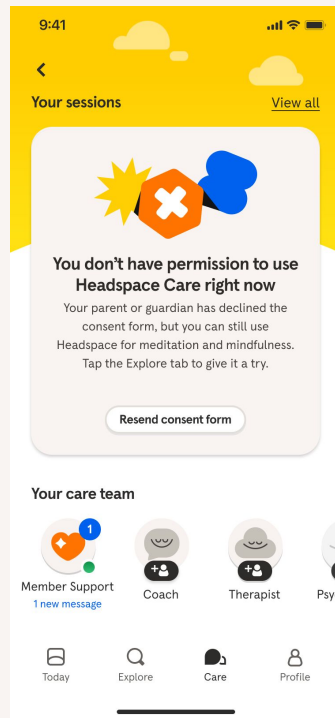 9:41
Your sessions
View all
You don’t have permission to use
Headspace Care right now
Your parent or guardian has declined the
consent form, but you can still use
Headspace for meditation and mindfulness.
Tap the Explore tab to give it a try.
Resend consent form
Your care team
1
Member Support
1 new message
Coach
Therapist
Psy
Today
Explore
Care
Profile